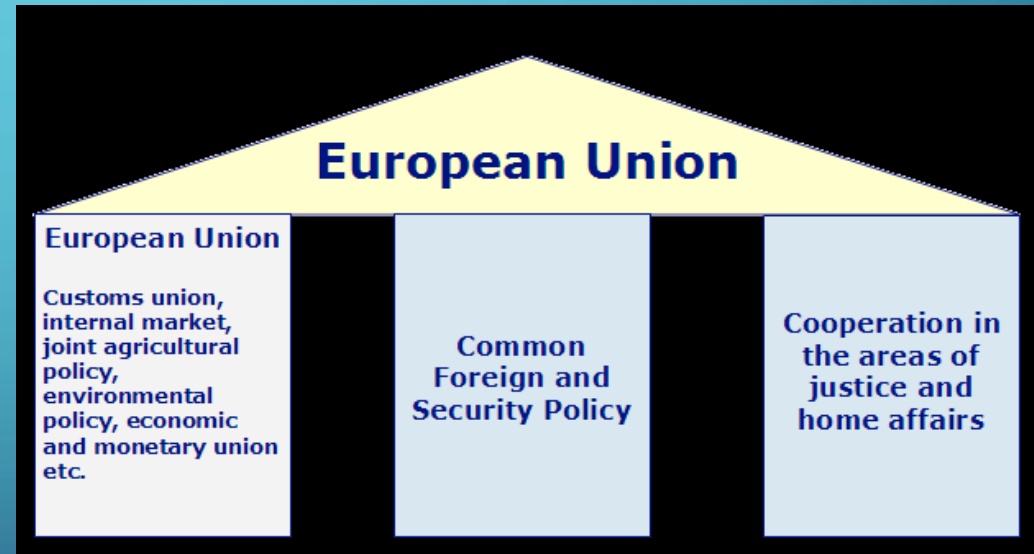 European Union
European Union
Customs union,
internal market,
joint agricultural
policy,
environmental
policy, economic
and monetary union
etc.
Common
Foreign and
Security Policy
Cooperation in
the areas of
justice and
home affairs